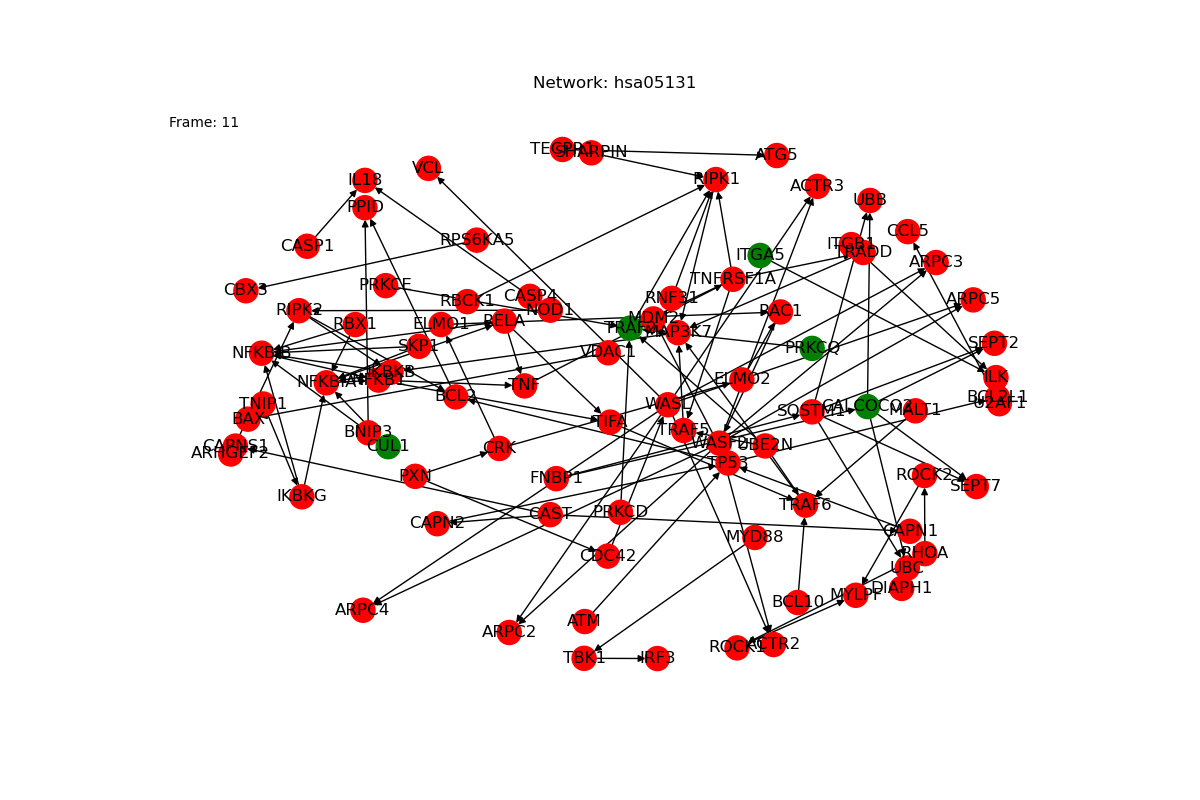 Network: hsa05131
Frame: 11
TECPR1
SHARPIN
ATG5
VCL
IL18
RIPK1
ACTR3
PPID
UBB
CCL5
CASP1
RPS6KA5
ITGB1
TRADD
ITGA5
ARPC3
CBX3
PRKCE
TNFRSF1A
RBCK1
CASP4
RNF31
ARPC5
RIPK2
NOD1
RAC1
MDM2
RBX1
ELMO1
RELA
MAP3K7
SKP1
PRKCQ
SEPT2
NFKBIB
VDAC1
IKBKB
ILK
NFKBIA
NFKB1
TNF
ELMO2
BCL2
BCL2L1
U2AF1
TNIP1
WASL
SQSTM1
CALCOCO2
MALT1
BAX
TIFA
BNIP3
TRAF5
CAPNS1
CUL1
WASF2
UBE2N
ARHGEF2
CRK
TP53
PXN
FNBP1
ROCK2
SEPT7
IKBKG
TRAF6
CAPN2
CAST
PRKCD
CAPN1
MYD88
CDC42
RHOA
UBC
DIAPH1
MYLPF
BCL10
ARPC4
ATM
ARPC2
ROCK1
ACTR2
TBK1
IRF3